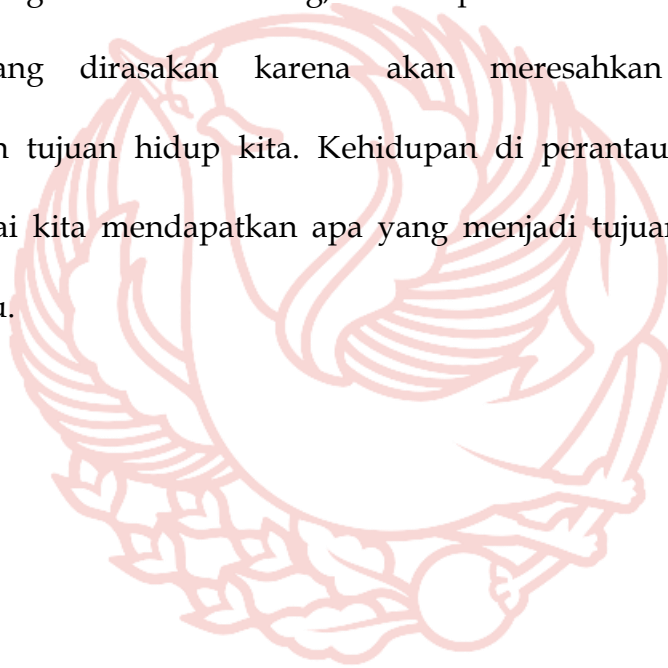 ang dirasakan karena akan meresahkan
n tujuan hidup kita. Kehidupan di perantau
ai kita mendapatkan apa yang menjadi tujuan
u.